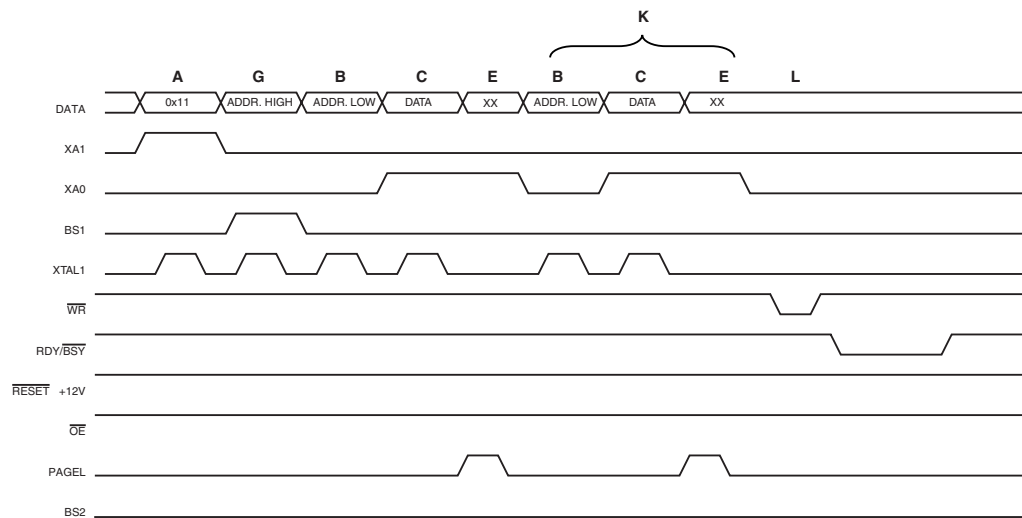 K
A G B C E B C E L
DATA 0x11 ADDR. HIGH ADDR. LOW DATA XX ADDR. LOW DATA XX
XA1
XA0
BS1
XTAL1
WR
RDY/BSY
RESET +12V
OE
PAGEL
BS2